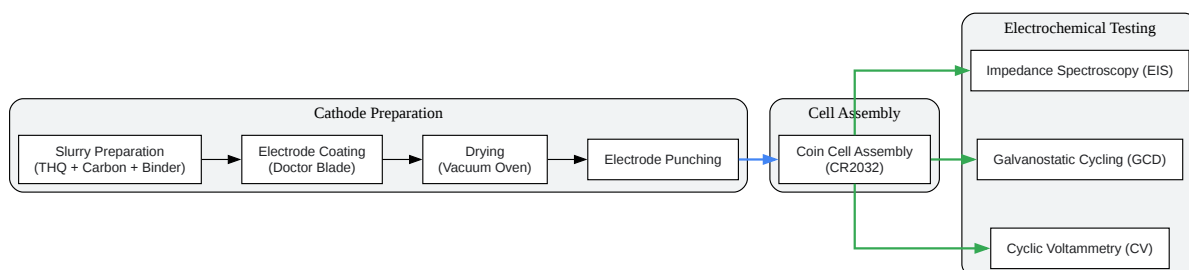 Electrochemical Testing
Impedance Spectroscopy (EIS)
Cathode Preparation
Cell Assembly
Slurry Preparation
(THQ + Carbon + Binder)
Electrode Coating
(Doctor Blade)
Drying
(Vacuum Oven)
Electrode Punching
Coin Cell Assembly
(CR2032)
Galvanostatic Cycling (GCD)
Cyclic Voltammetry (CV)